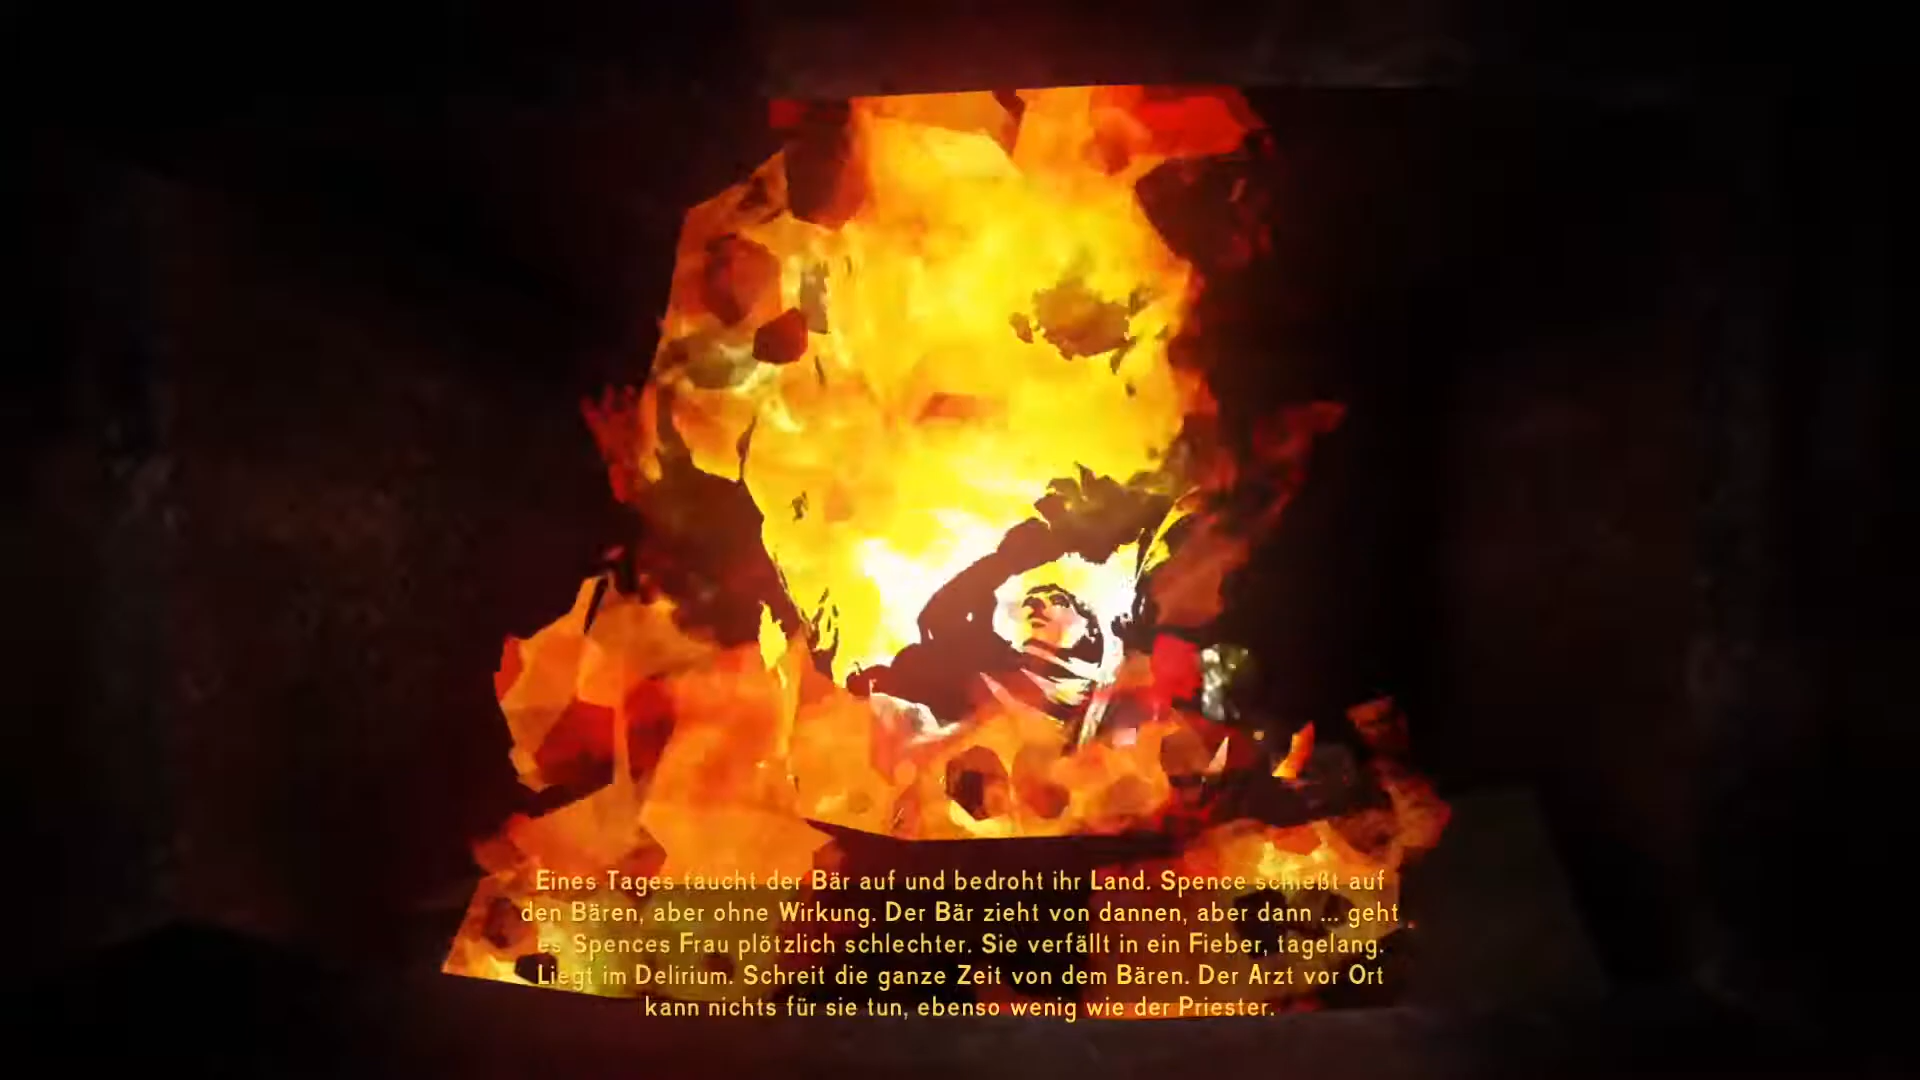 Eines Tages taucht der Bär auf und bedroht ihr Land. Spence schießt auf
den Bären, aber ohne Wirkung. Der Bär zieht von dannen, aber dann ... geht
es Spences Frau plötzlich schlechter. Sie verfällt in ein Fieber, tagelang.
Liegt im Delirium. Schreit die ganze Zeit von dem Bären. Der Arzt vor Ort
kann nichts für sie tun, ebenso wenig wie der Priester.